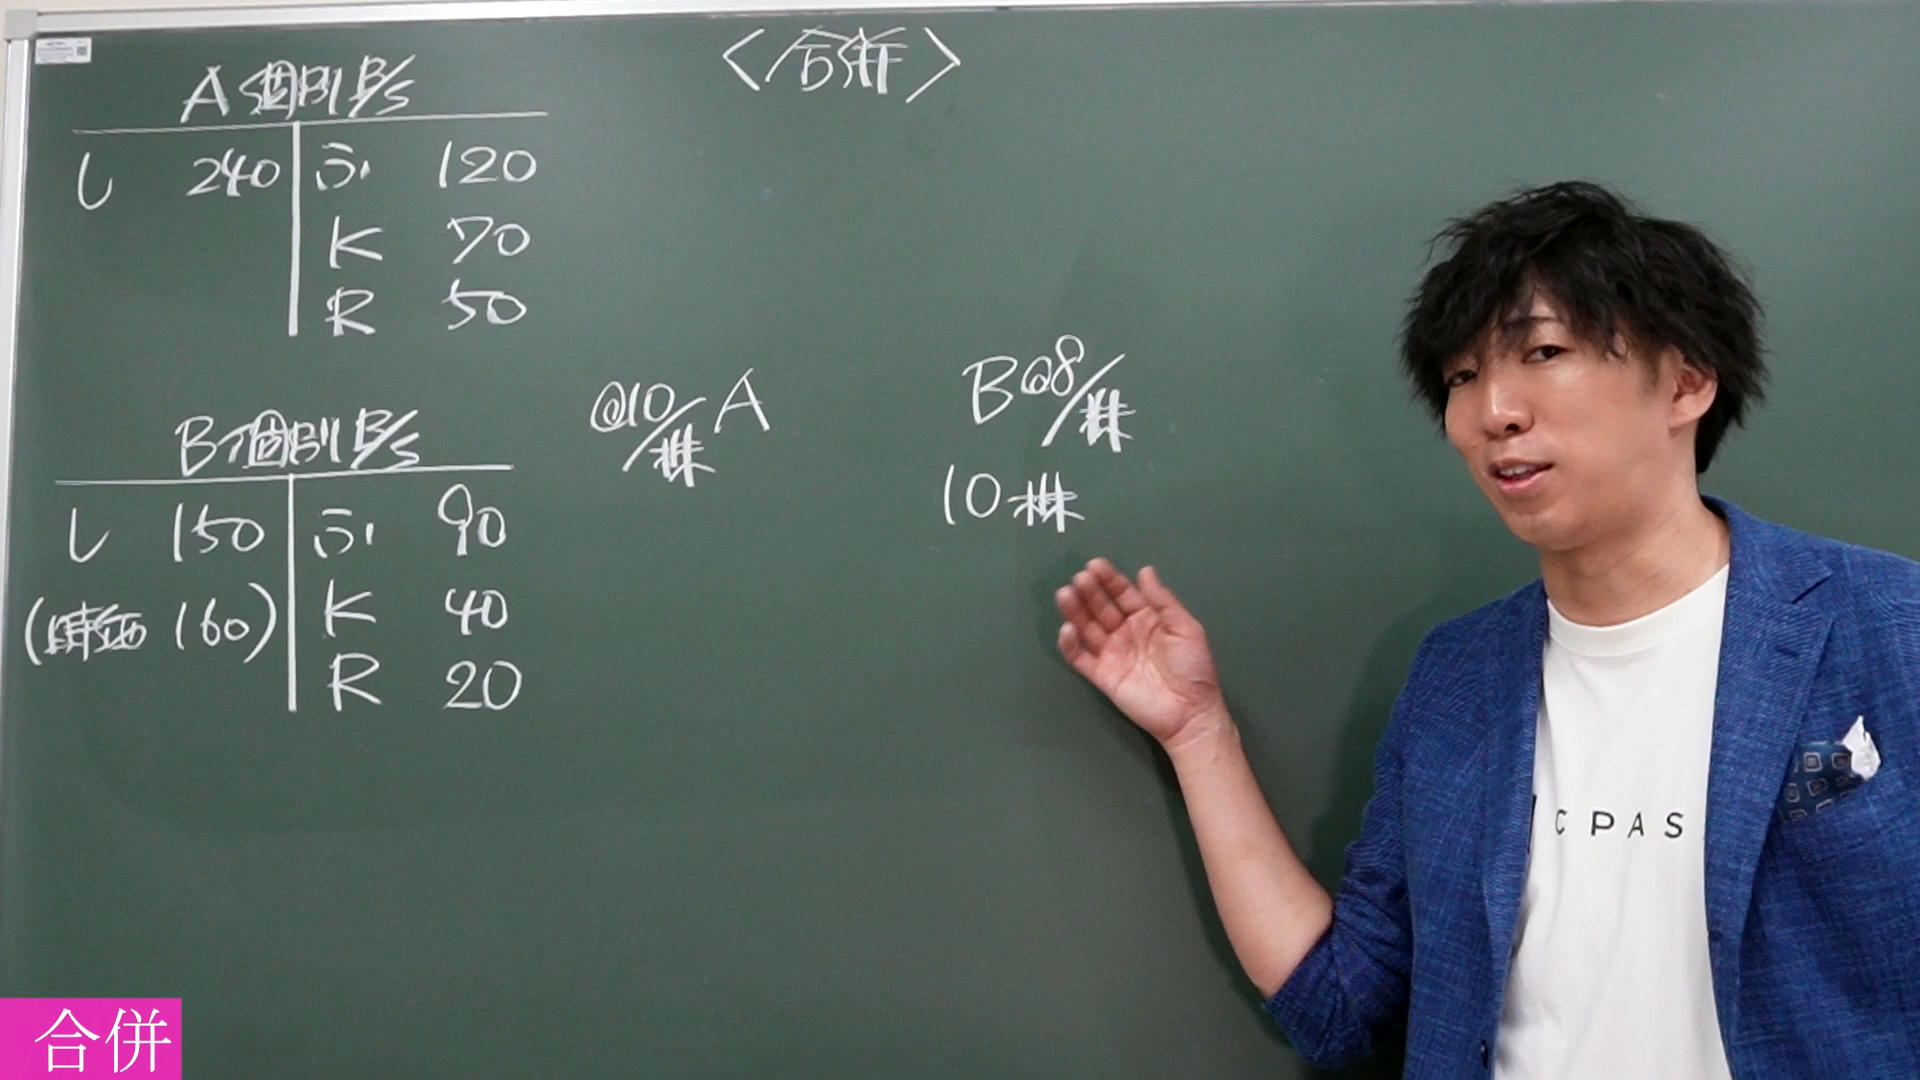 <合併>
A個別B/S
し 240 ふ 120
K 70
R 50
B個別B/S
し 150 ふ 90
(時価 160) K 40
R 20
@10/株 A
B @8/株
10株
CPAS
合併